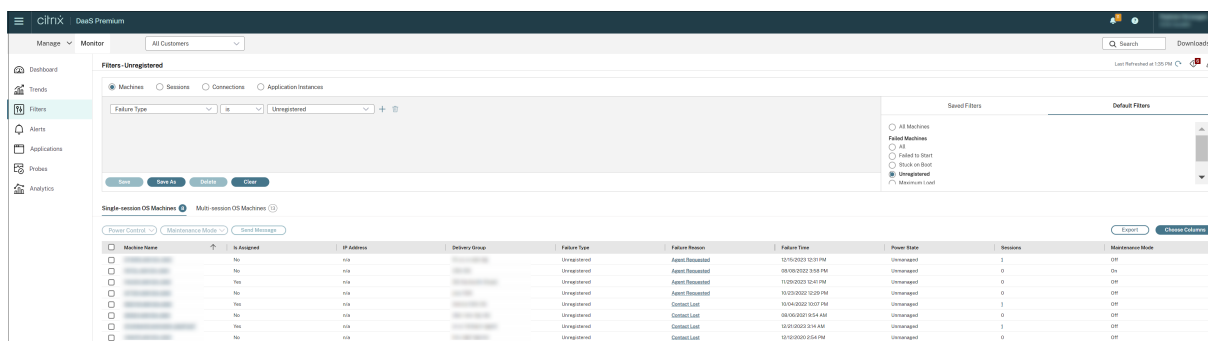 citrix | DaaS Premium
Manage Monitor All Customers Search Downloads
Filters - Unregistered Last Refreshed at 1:35 PM
Dashboard
Trends
Filters
Alerts
Applications
Probes
Analytics
Machines Sessions Connections Application Instances
Failure Type is Unregistered
Saved Filters Default Filters
All Machines
Failed Machines
All
Failed to Start
Stuck on Boot
Unregistered
Maximum Load
Save Save As Delete Clear
Single-session OS Machines Multi-session OS Machines (13)
Power Control Maintenance Mode Send Message Export Choose Columns
Machine Name Is Assigned IP Address Delivery Group Failure Type Failure Reason Failure Time Power State Sessions Maintenance Mode
No n/a Unregistered Agent Requested 12/15/2023 12:31 PM Unmanaged 1 Off
No n/a Unregistered Agent Requested 08/08/2022 3:58 PM Unmanaged 0 On
Yes n/a Unregistered Agent Requested 11/29/2023 12:41 PM Unmanaged 0 Off
No n/a Unregistered Agent Requested 10/23/2022 12:29 PM Unmanaged 0 Off
Yes n/a Unregistered Contact Lost 10/04/2022 10:07 PM Unmanaged 1 Off
No n/a Unregistered Contact Lost 09/06/2021 8:54 AM Unmanaged 0 Off
Yes n/a Unregistered Contact Lost 12/21/2023 3:14 AM Unmanaged 1 Off
No n/a Unregistered Contact Lost 12/12/2020 2:54 PM Unmanaged 0 Off